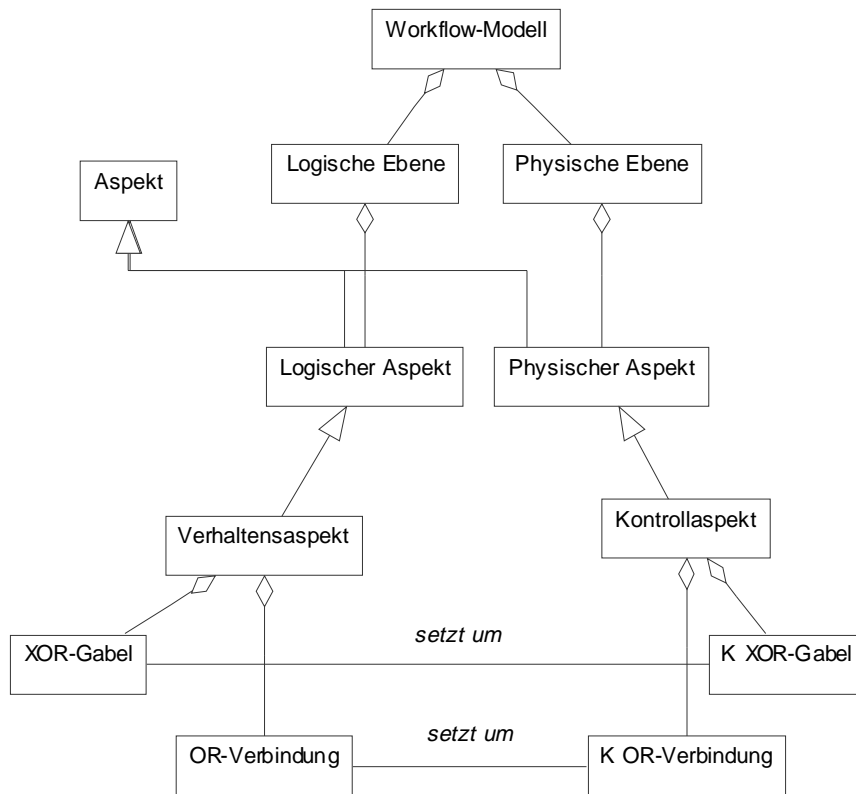 Workflow-Modell
Logische Ebene
Physische Ebene
Aspekt
Logischer Aspekt
Physischer Aspekt
Verhaltensaspekt
Kontrollaspekt
setzt um
XOR-Gabel
K XOR-Gabel
setzt um
OR-Verbindung
K OR-Verbindung